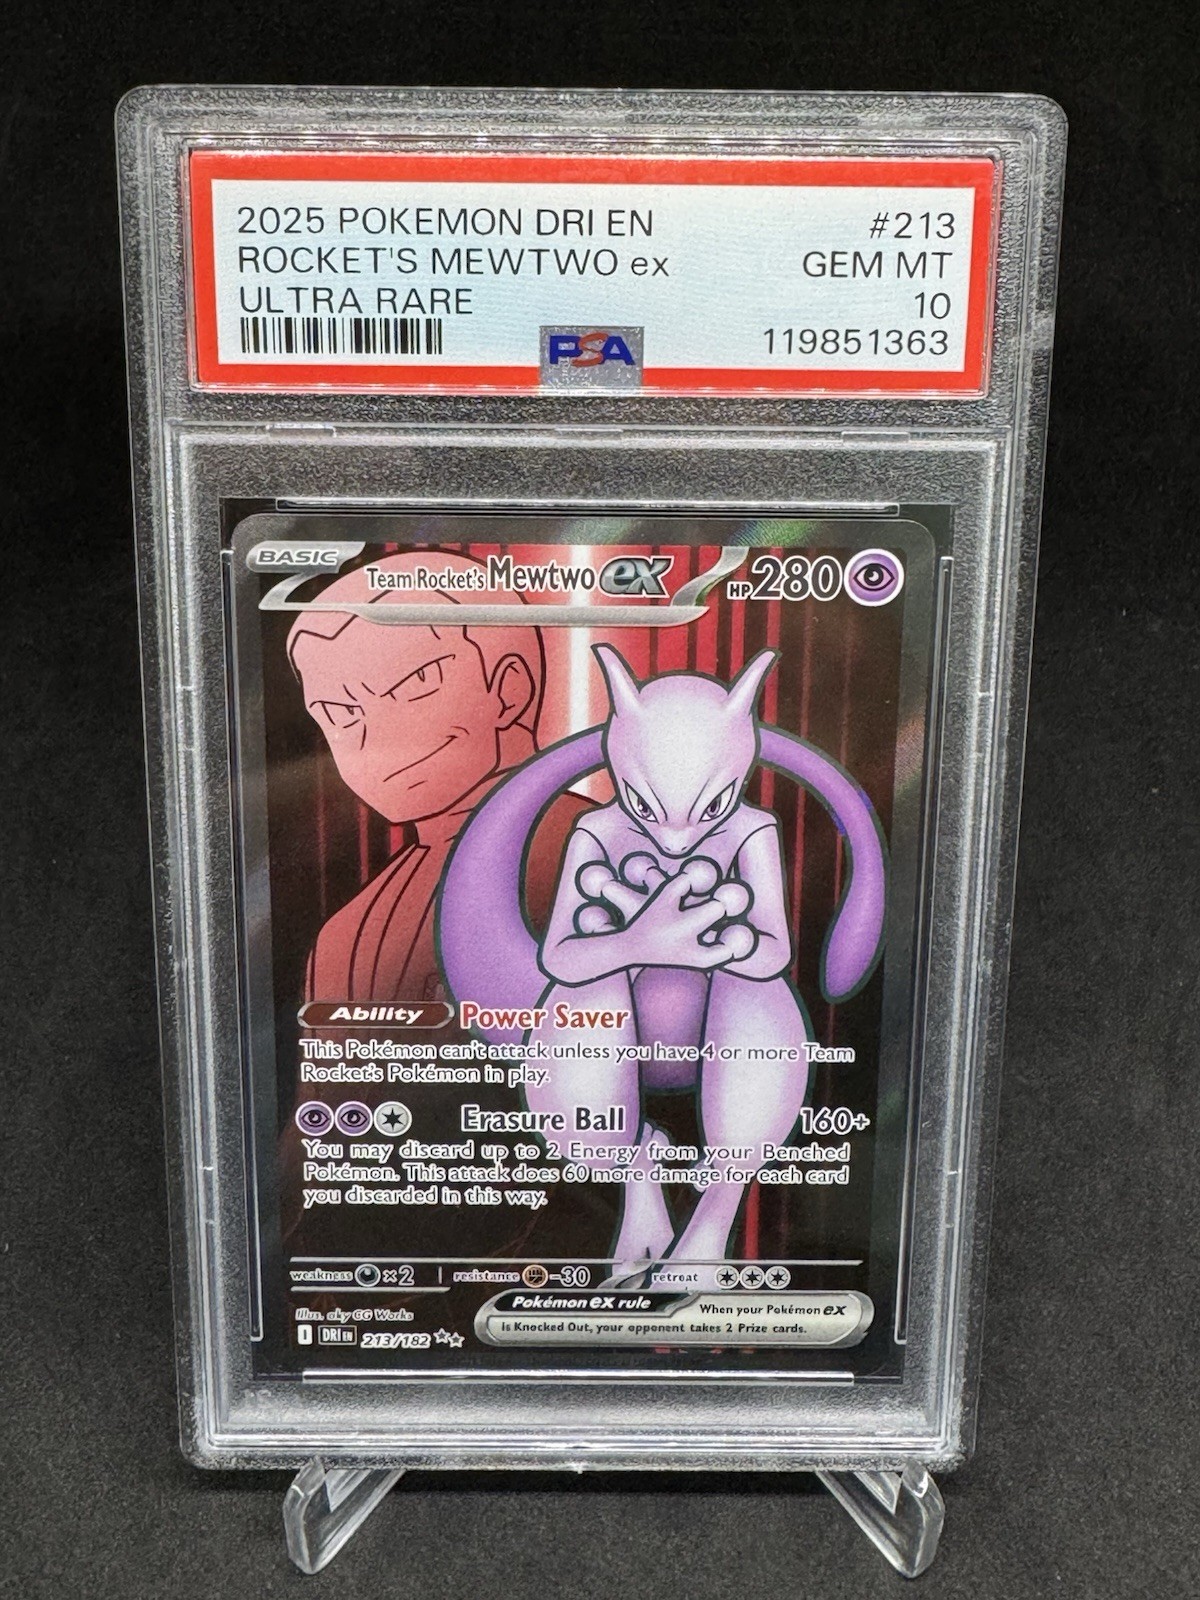 2025 POKEMON DRI EN #213
ROCKET'S MEWTWO ex GEM MT
ULTRA RARE 10
PSA 119851363
BASIC Team Rocket's Mewtwo ex HP 280
Ability Power Saver
This Pokémon can't attack unless you have 4 or more Team
Rocket's Pokémon in play.
Erasure Ball 160+
You may discard up to 2 Energy from your Benched
Pokémon. This attack does 60 more damage for each card
you discarded in this way.
weakness ×2 resistance -30 retreat
Illus. aky CG Works
Pokémon ex rule When your Pokémon ex
is Knocked Out, your opponent takes 2 Prize cards.
I DRI EN 213/182